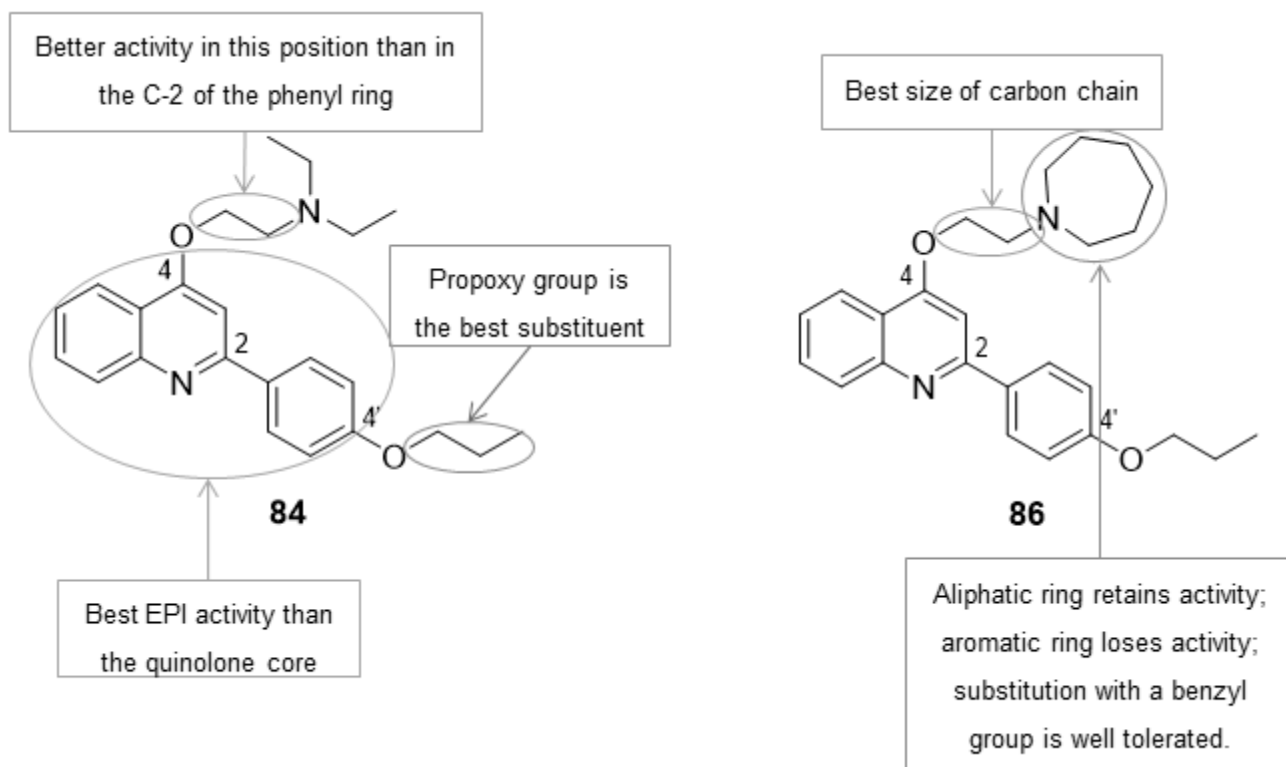 Better activity in this position than in
the C-2 of the phenyl ring
Best size of carbon chain
N
O
4
2
N
4'
O
84
Propoxy group is
the best substituent
Best EPI activity than
the quinolone core
N
O
4
2
N
4'
O
86
Aliphatic ring retains activity;
aromatic ring loses activity;
substitution with a benzyl
group is well tolerated.